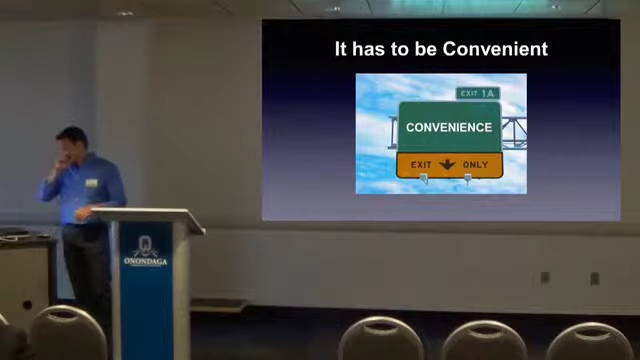 It has to be Convenient
EXIT 1A
CONVENIENCE
EXIT ONLY
ONONDAGA